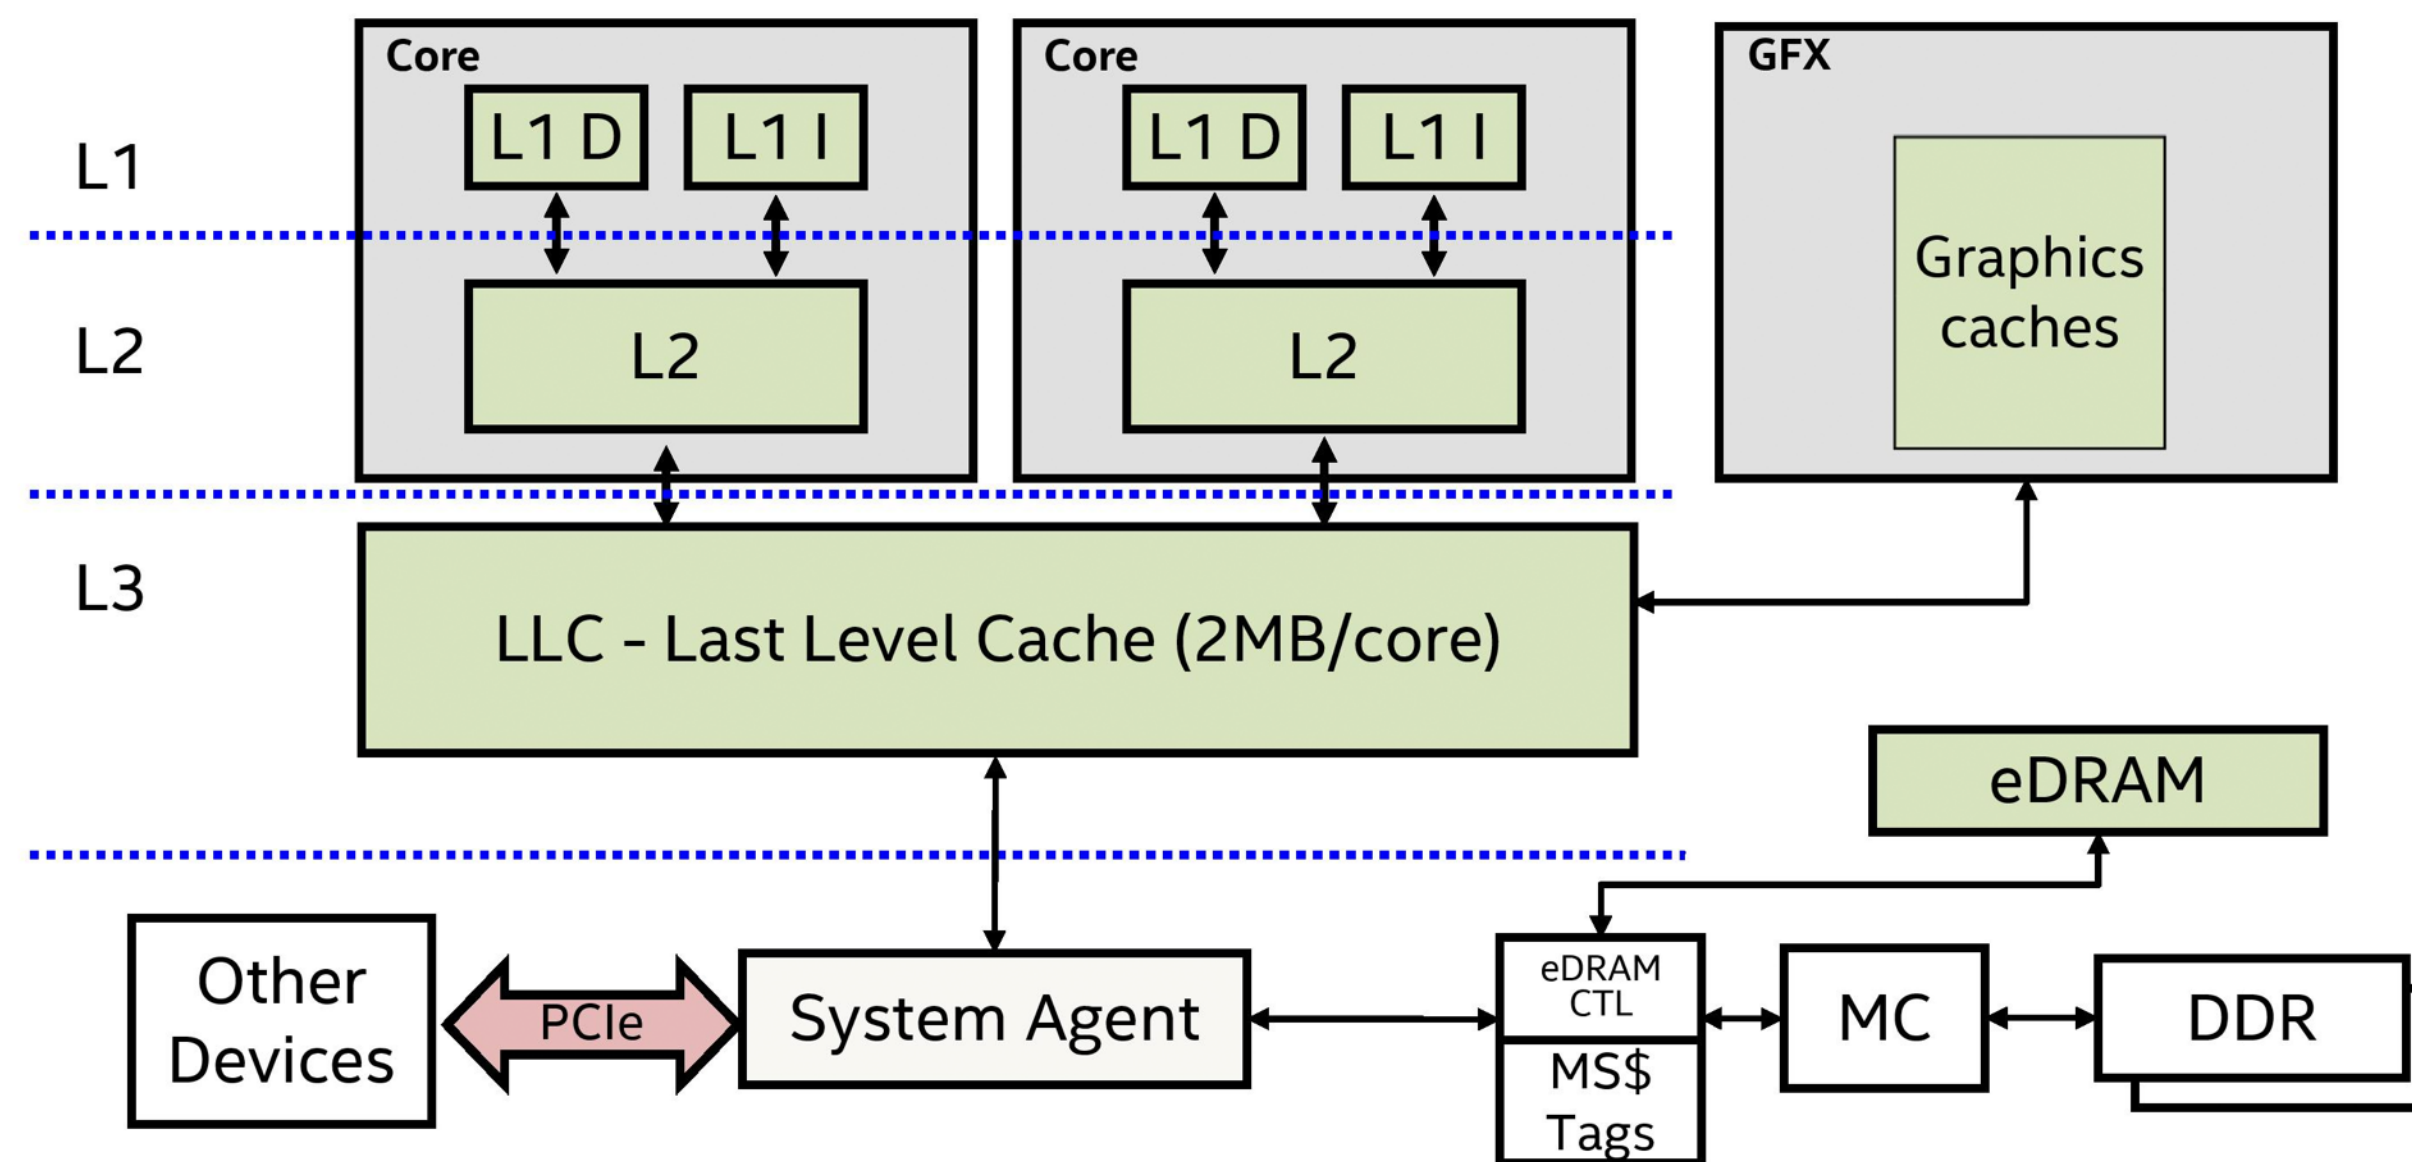 Core
Core
GFX
L1 D
L1 I
L1 D
L1 I
L1
Graphics
caches
L2
L2
L2
L3
LLC - Last Level Cache (2MB/core)
eDRAM
Other
Devices
PCIe
System Agent
eDRAM
CTL
MS$
Tags
MC
DDR